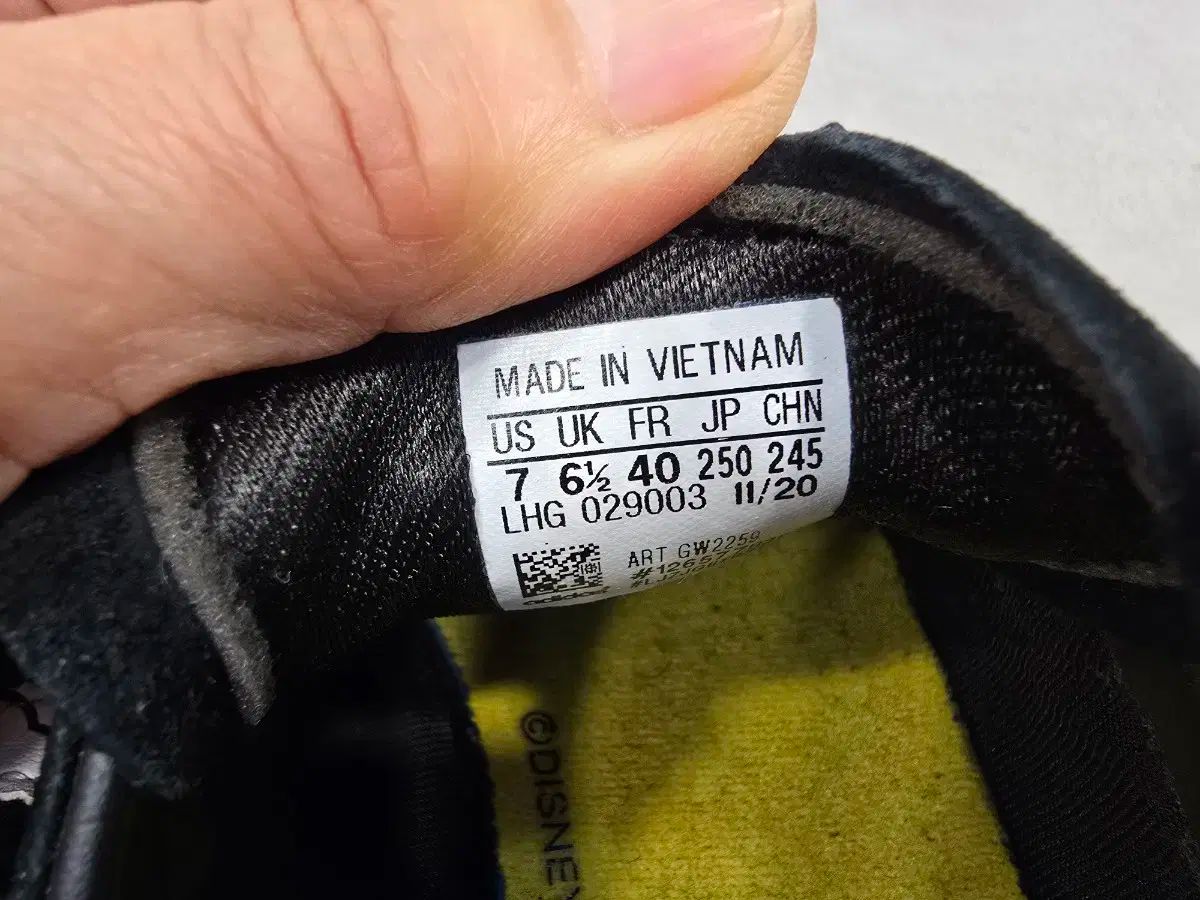 MADE IN VIETNAM
US UK FR JP CHN
7 6½ 40 250 245
LHG 029003 11/20
ART GW2259
adidas
©DISNEY